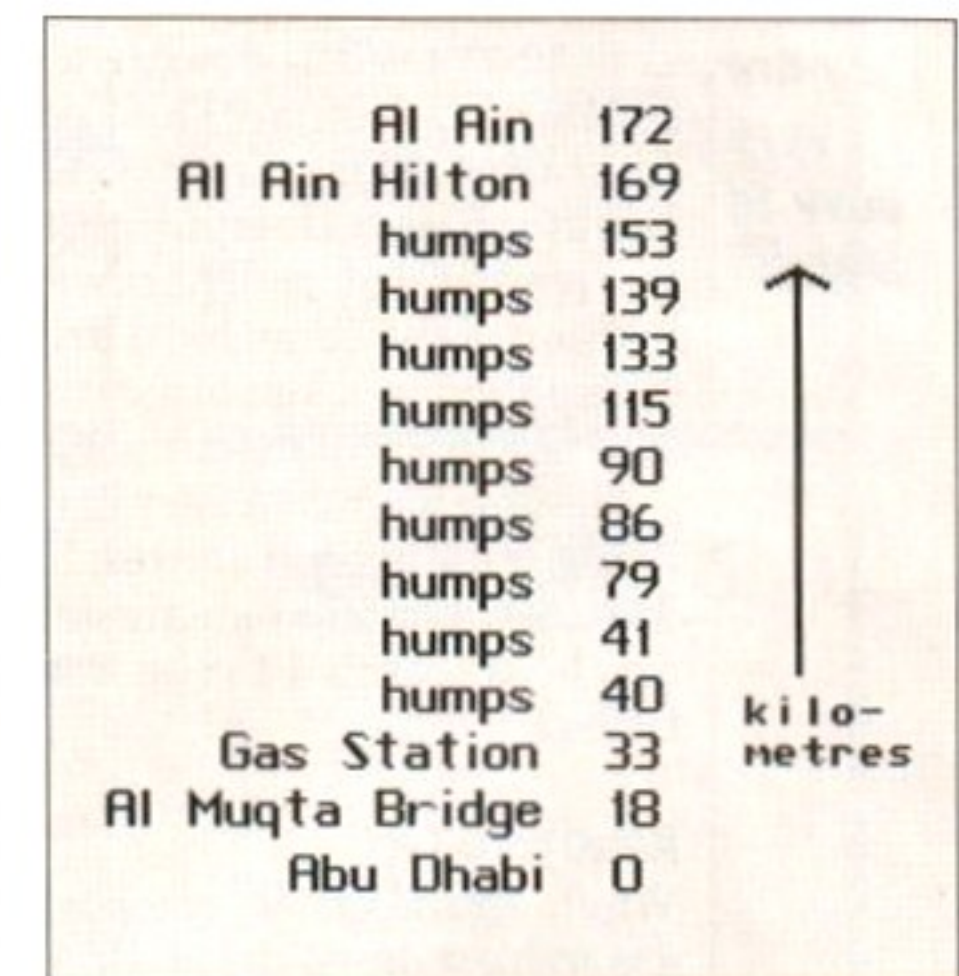 Al Ain 172
Al Ain Hilton 169
humps 153
humps 139
humps 133
humps 115
humps 90
humps 86
humps 79
humps 41
humps 40
Gas Station 33
Al Muqta Bridge 18
Abu Dhabi 0
kilo-
metres